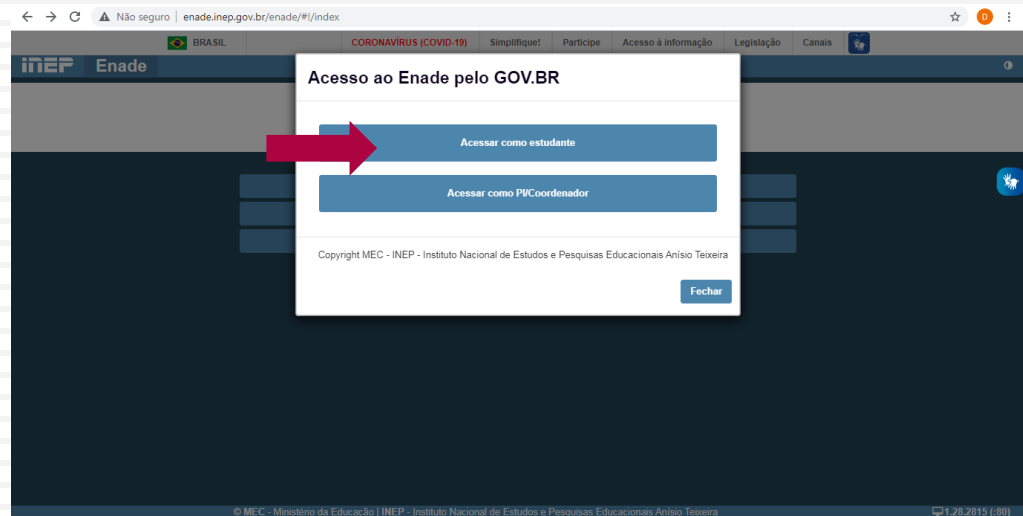 Não seguro | enade.inep.gov.br/enade/#!/index
D
BRASIL CORONAVÍRUS (COVID-19) Simplifique! Participe Acesso à informação Legislação Canais
inep Enade
Acesso ao Enade pelo GOV.BR
Acessar como estudante
Acessar como PI/Coordenador
Copyright MEC - INEP - Instituto Nacional de Estudos e Pesquisas Educacionais Anísio Teixeira
Fechar
© MEC - Ministério da Educação | INEP - Instituto Nacional de Estudos e Pesquisas Educacionais Anísio Teixeira 1.28.2815 (:80)